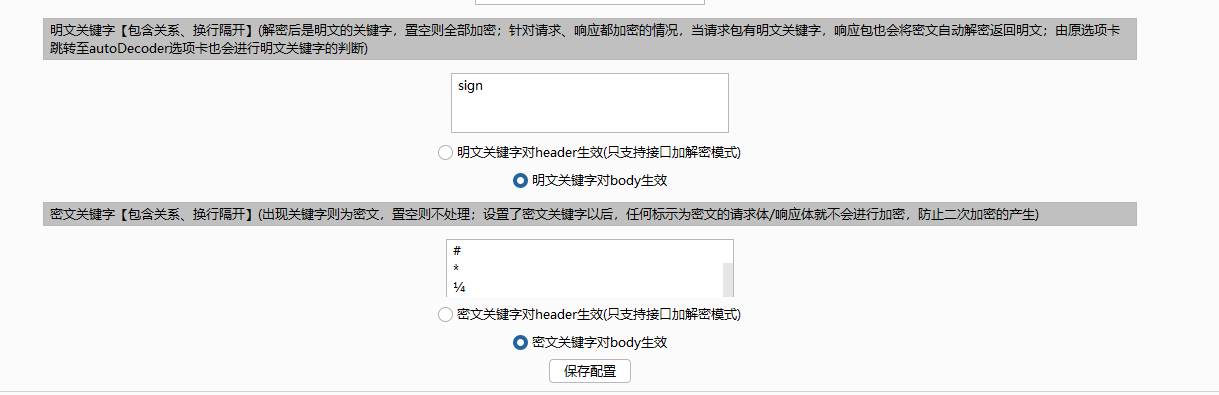 明文关键字【包含关系、换行隔开】(解密后是明文的关键字，置空则全部加密；针对请求、响应都加密的情况，当请求包有明文关键字，响应包也会将密文自动解密返回明文；由原选项卡
跳转至autoDecoder选项卡也会进行明文关键字的判断)
sign
明文关键字对header生效(只支持接口加解密模式)
明文关键字对body生效
密文关键字【包含关系、换行隔开】(出现关键字则为密文，置空则不处理；设置了密文关键字以后，任何标示为密文的请求体/响应体就不会进行加密，防止二次加密的产生)
#
*
¼
密文关键字对header生效(只支持接口加解密模式)
密文关键字对body生效
保存配置